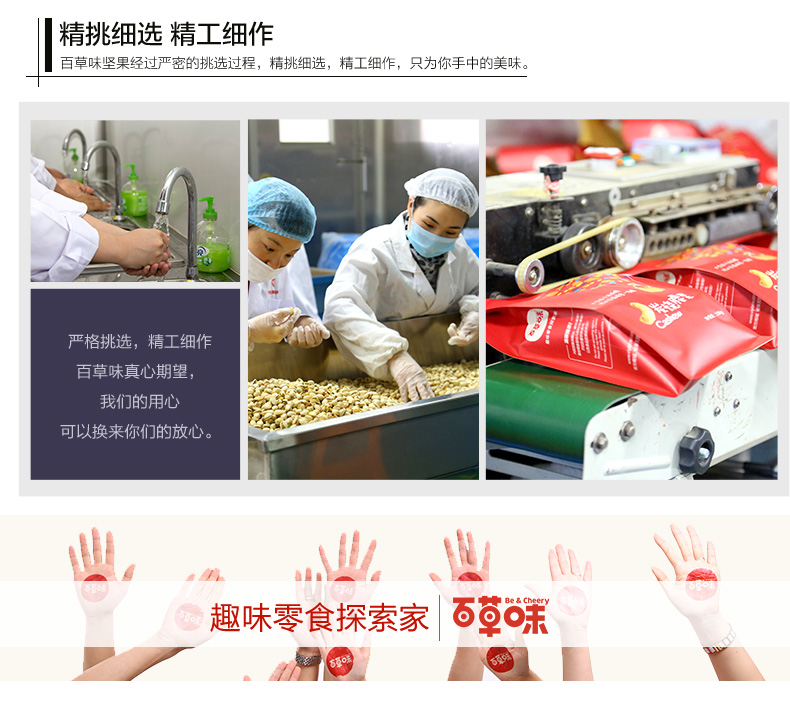 精挑细选 精工细作
百草味坚果经过严密的挑选过程，精挑细选，精工细作，只为你手中的美味。
严格挑选，精工细作
百草味真心期望，
我们的用心
可以换来你们的放心。
百草味
Cashew
趣味零食探索家
Be & Cheery
百草味